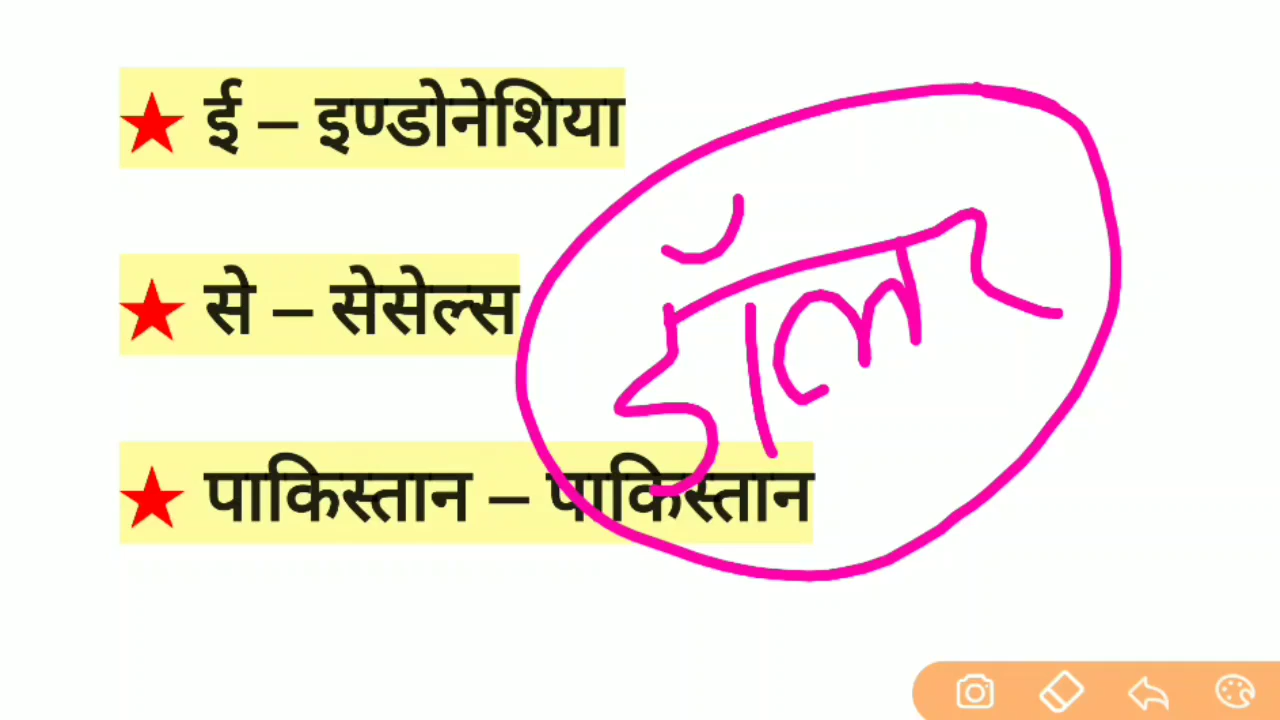 ★ ई – इण्डोनेशिया
★ से – सेसेल्स
डॉलर
★ पाकिस्तान – पाकिस्तान